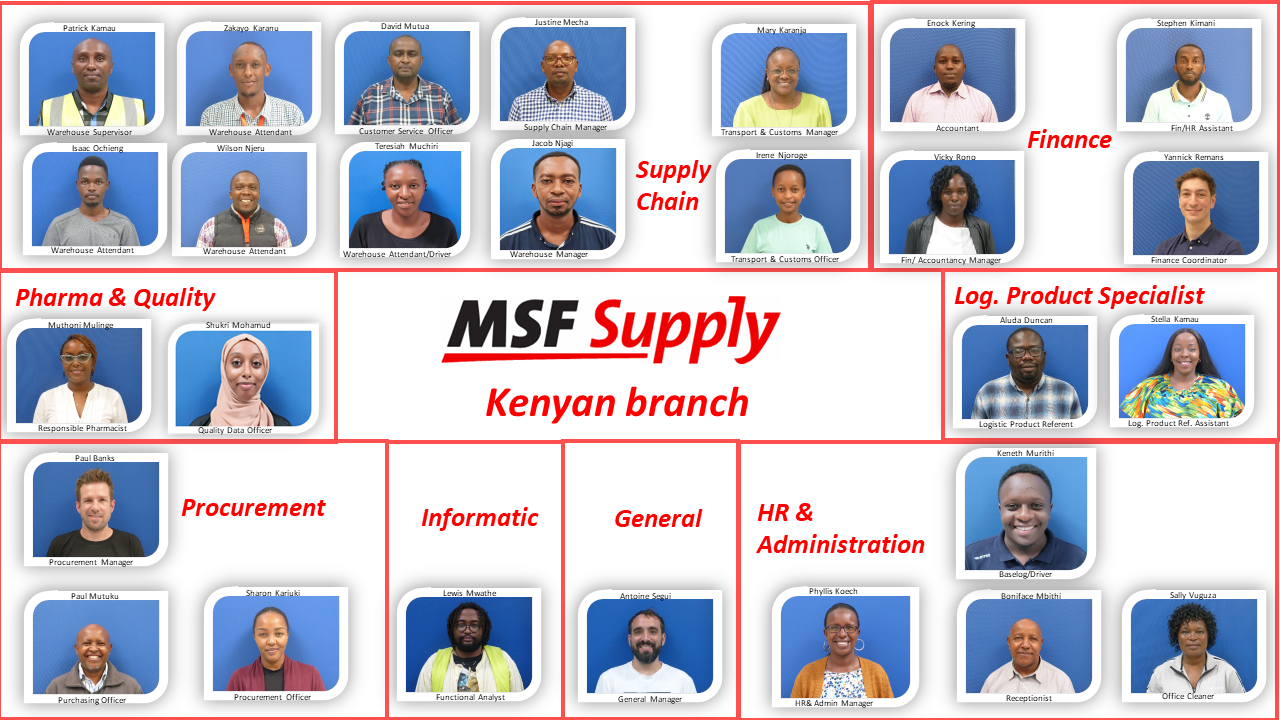 Patrick Kamau
Warehouse Supervisor
Zakayo Karanu
Warehouse Attendant
David Mutua
Customer Service Officer
Justine Mecha
Supply Chain Manager
Mary Karanja
Transport & Customs Manager
Isaac Ochieng
Warehouse Attendant
Wilson Njeru
Warehouse Attendant
Teresiah Muchiri
Warehouse Attendant/Driver
Jacob Njagi
Warehouse Manager
Supply
Chain
Irene Njoroge
Transport & Customs Officer
Enock Kering
Accountant
Stephen Kimani
Fin/HR Assistant
Finance
Vicky Rono
Fin/ Accountancy Manager
Yannick Remans
Finance Coordinator
Pharma & Quality
Muthoni Mulinge
Responsible Pharmacist
Shukri Mohamud
Quality Data Officer
MSF Supply
Kenyan branch
Log. Product Specialist
Aluda Duncan
Logistic Product Referent
Stella Kamau
Log. Product Ref. Assistant
Paul Banks
Procurement Manager
Procurement
Paul Mutuku
Purchasing Officer
Sharon Kariuki
Procurement Officer
Informatic
Lewis Mwathe
Functional Analyst
General
Antoine Segui
General Manager
HR &
Administration
Keneth Murithi
Baselog/Driver
Phyllis Koech
HR& Admin Manager
Boniface Mbithi
Receptionist
Sally Vuguza
Office Cleaner